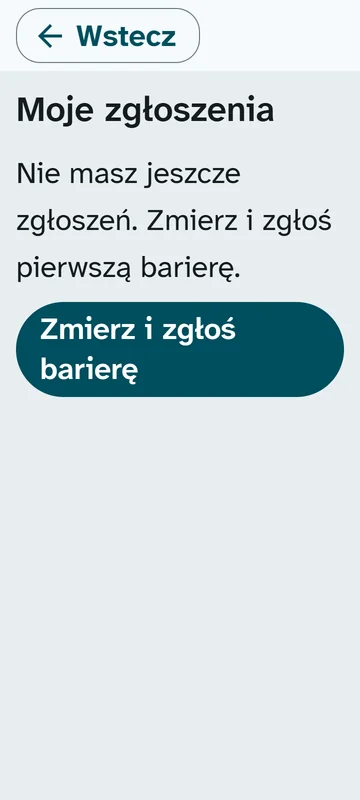 Wstecz
Moje zgłoszenia
Nie masz jeszcze
zgłoszeń. Zmierz i zgłoś
pierwszą barierę.
Zmierz i zgłoś
barierę